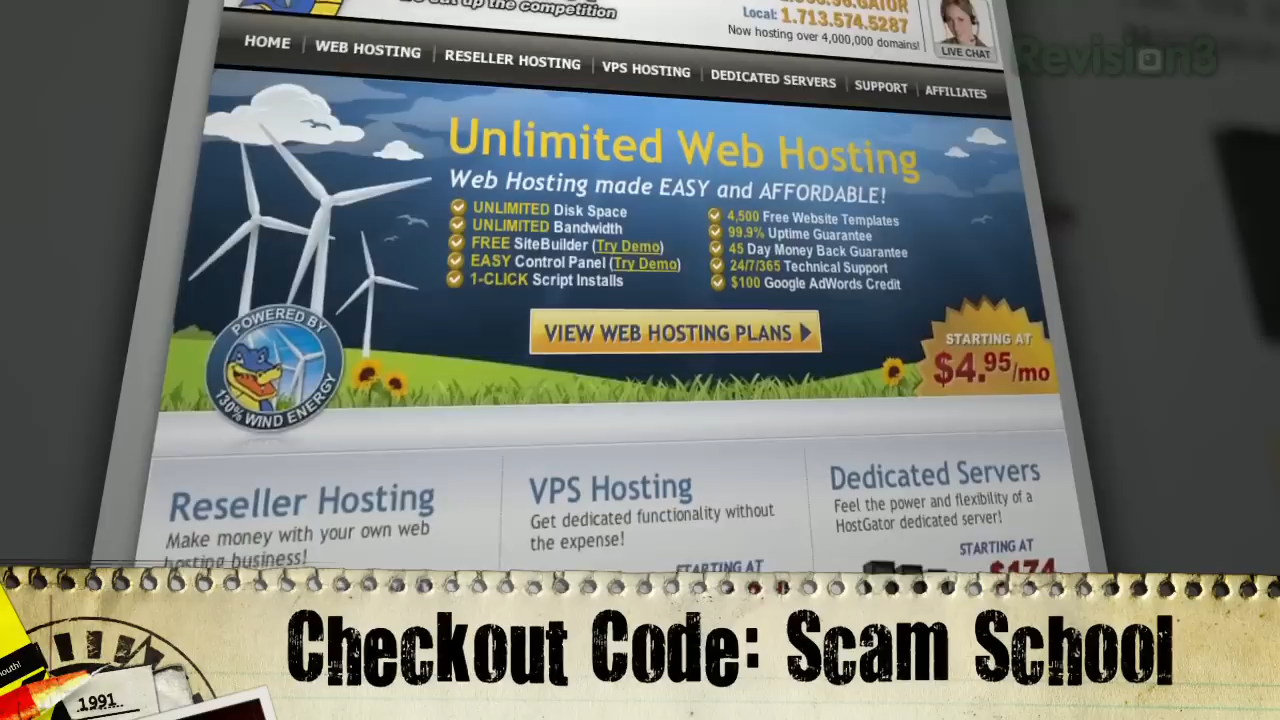 eat up the competition
GATOR
Local: 1.713.574.5287
Now hosting over 4,000,000 domains!
LIVE CHAT
Revision3
HOME WEB HOSTING RESELLER HOSTING VPS HOSTING DEDICATED SERVERS SUPPORT AFFILIATES
Unlimited Web Hosting
Web Hosting made EASY and AFFORDABLE!
UNLIMITED Disk Space
UNLIMITED Bandwidth
FREE SiteBuilder (Try Demo)
EASY Control Panel (Try Demo)
1-CLICK Script Installs
4,500 Free Website Templates
99.9% Uptime Guarantee
45 Day Money Back Guarantee
24/7/365 Technical Support
$100 Google AdWords Credit
VIEW WEB HOSTING PLANS
STARTING AT
$4.95/mo
POWERED BY
130% WIND ENERGY
Reseller Hosting
Make money with your own web
hosting business!
VPS Hosting
Get dedicated functionality without
the expense!
STARTING AT
Dedicated Servers
Feel the power and flexibility of a
HostGator dedicated server!
STARTING AT
$174
Checkout Code: Scam School
outh!
1991